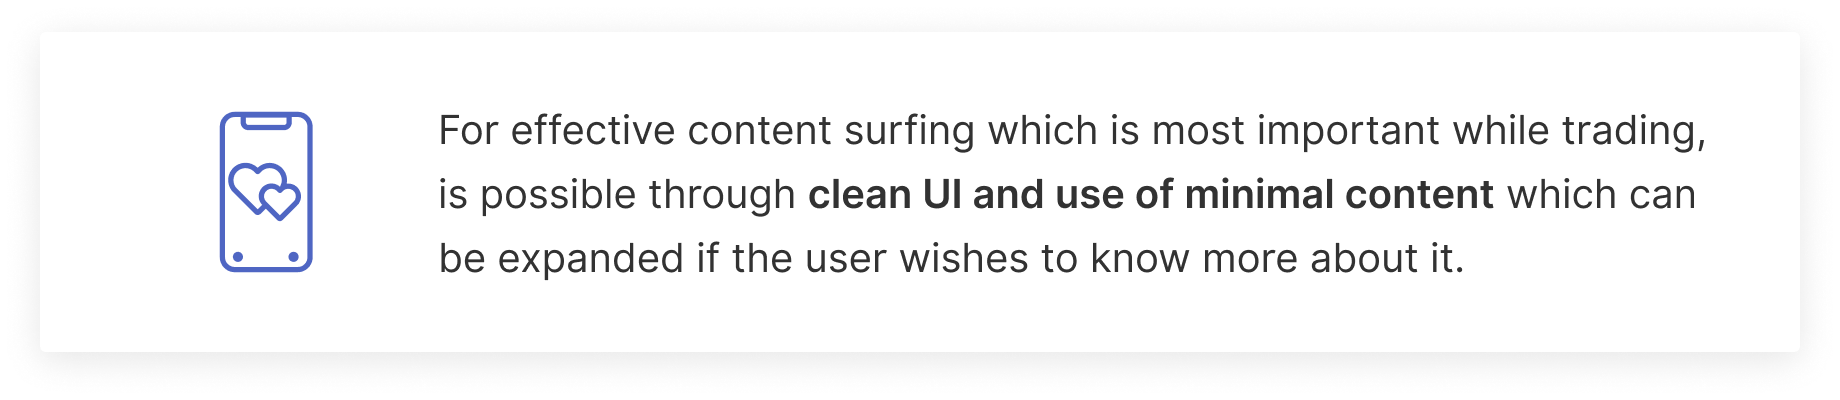 For effective content surfing which is most important while trading,
is possible through clean UI and use of minimal content which can
be expanded if the user wishes to know more about it.